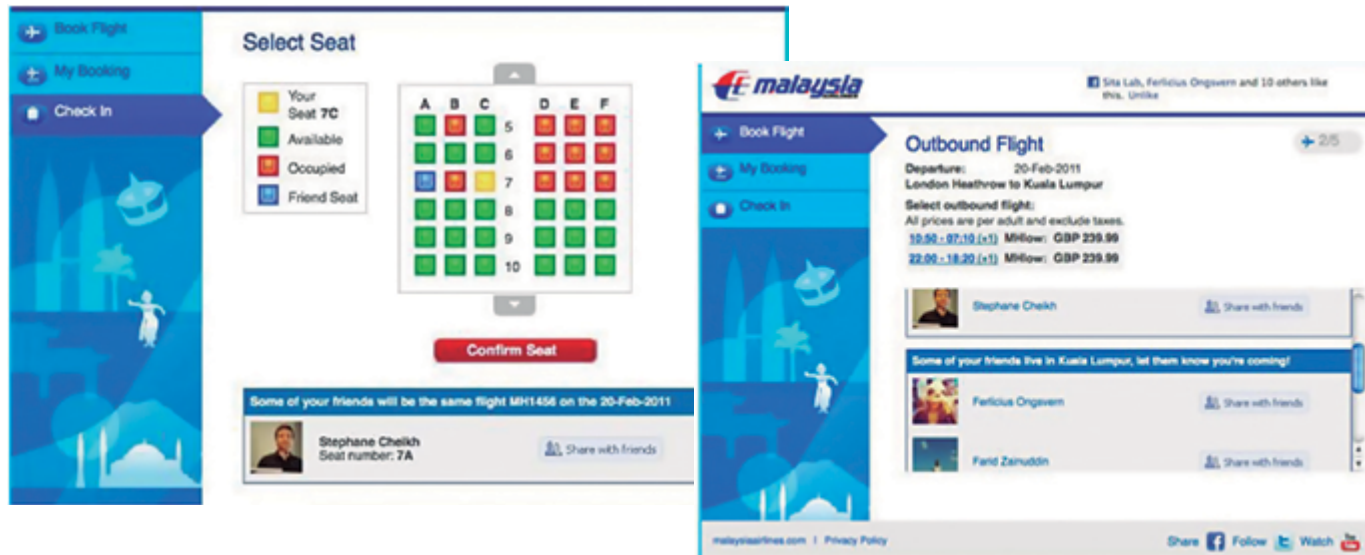 Book Flight
My Booking
Check In
Select Seat
Your
Seat 7C
Available
Occupied
Friend Seat
A B C D E F
5
6
7
8
9
10
Confirm Seat
Some of your friends will be the same flight MH1456 on the 20-Feb-2011
Stephane Cheikh
Seat number: 7A
Share with friends
malaysia
Sita Lab, Ferlicius Ongsvern and 10 others like
this. Unlike
Book Flight
My Booking
Check In
Outbound Flight
2/5
Departure: 20-Feb-2011
London Heathrow to Kuala Lumpur
Select outbound flight:
All prices are per adult and exclude taxes.
10:50 - 07:10 (+1) MHlow: GBP 239.99
22:00 - 18:20 (+1) MHlow: GBP 239.99
Stephane Cheikh
Share with friends
Some of your friends live in Kuala Lumpur, let them know you're coming!
Ferlicius Ongsvern
Share with friends
Farid Zainuddin
Share with friends
malaysiaairlines.com | Privacy Policy
Share Follow Watch